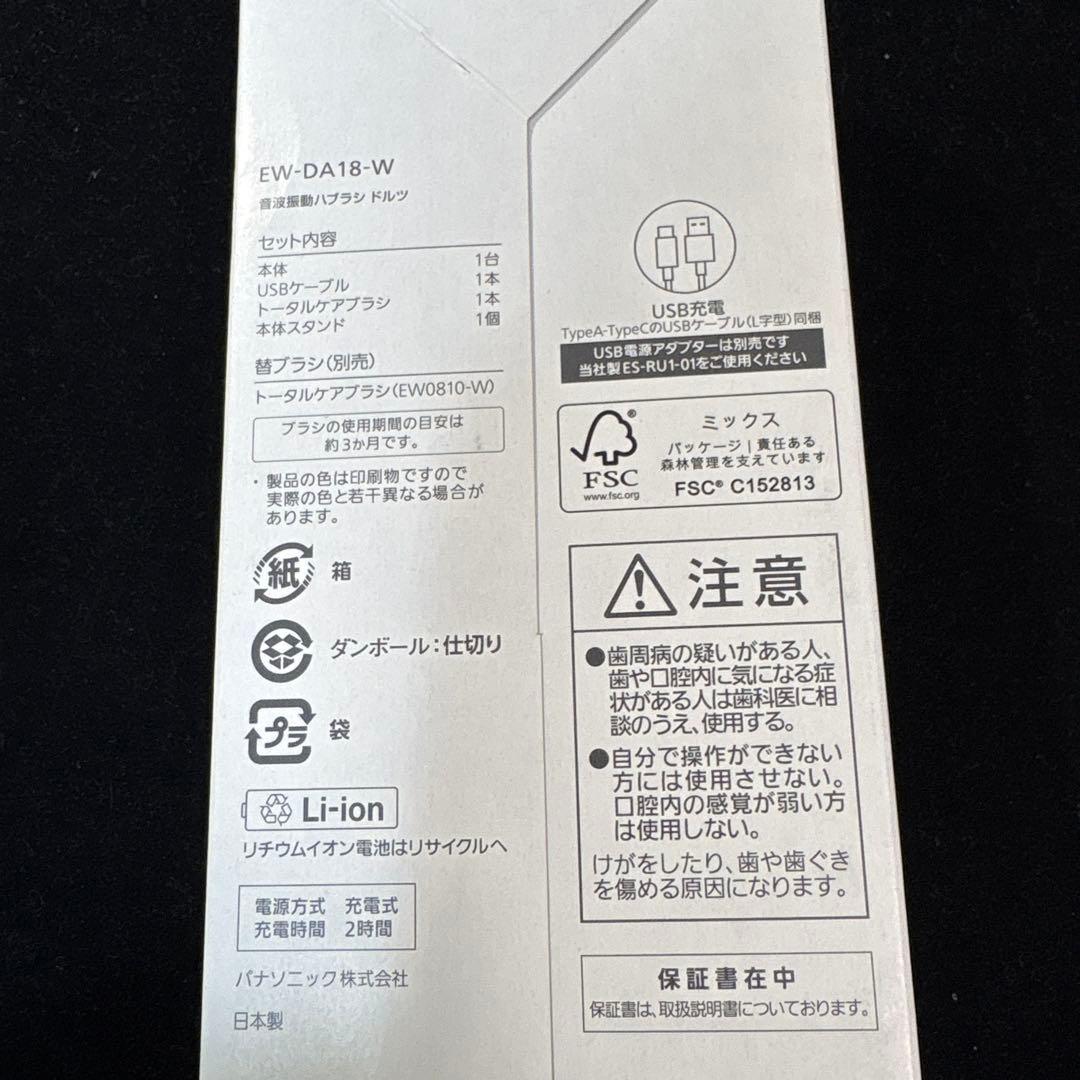 EW-DA18-W
音波振動ハブラシ ドルツ
セット内容
本体 1台
USBケーブル 1本
トータルケアブラシ 1本
本体スタンド 1個
替ブラシ（別売）
トータルケアブラシ（EW0810-W）
ブラシの使用期間の目安は
約3か月です。
・製品の色は印刷物ですので
実際の色と若干異なる場合が
あります。
紙 箱
ダンボール：仕切り
プラ 袋
Li-ion
リチウムイオン電池はリサイクルへ
電源方式 充電式
充電時間 2時間
パナソニック株式会社
日本製
USB充電
TypeA-TypeCのUSBケーブル（L字型）同梱
USB電源アダプターは別売です
当社製ES-RU1-01をご使用ください
FSC
®
www.fsc.org
ミックス
パッケージ｜責任ある
森林管理を支えています
FSC® C152813
注意
●歯周病の疑いがある人、
歯や口腔内に気になる症
状がある人は歯科医に相
談のうえ、使用する。
●自分で操作ができない
方には使用させない。
口腔内の感覚が弱い方
は使用しない。
けがをしたり、歯や歯ぐき
を傷める原因になります。
保証書在中
保証書は、取扱説明書についております。